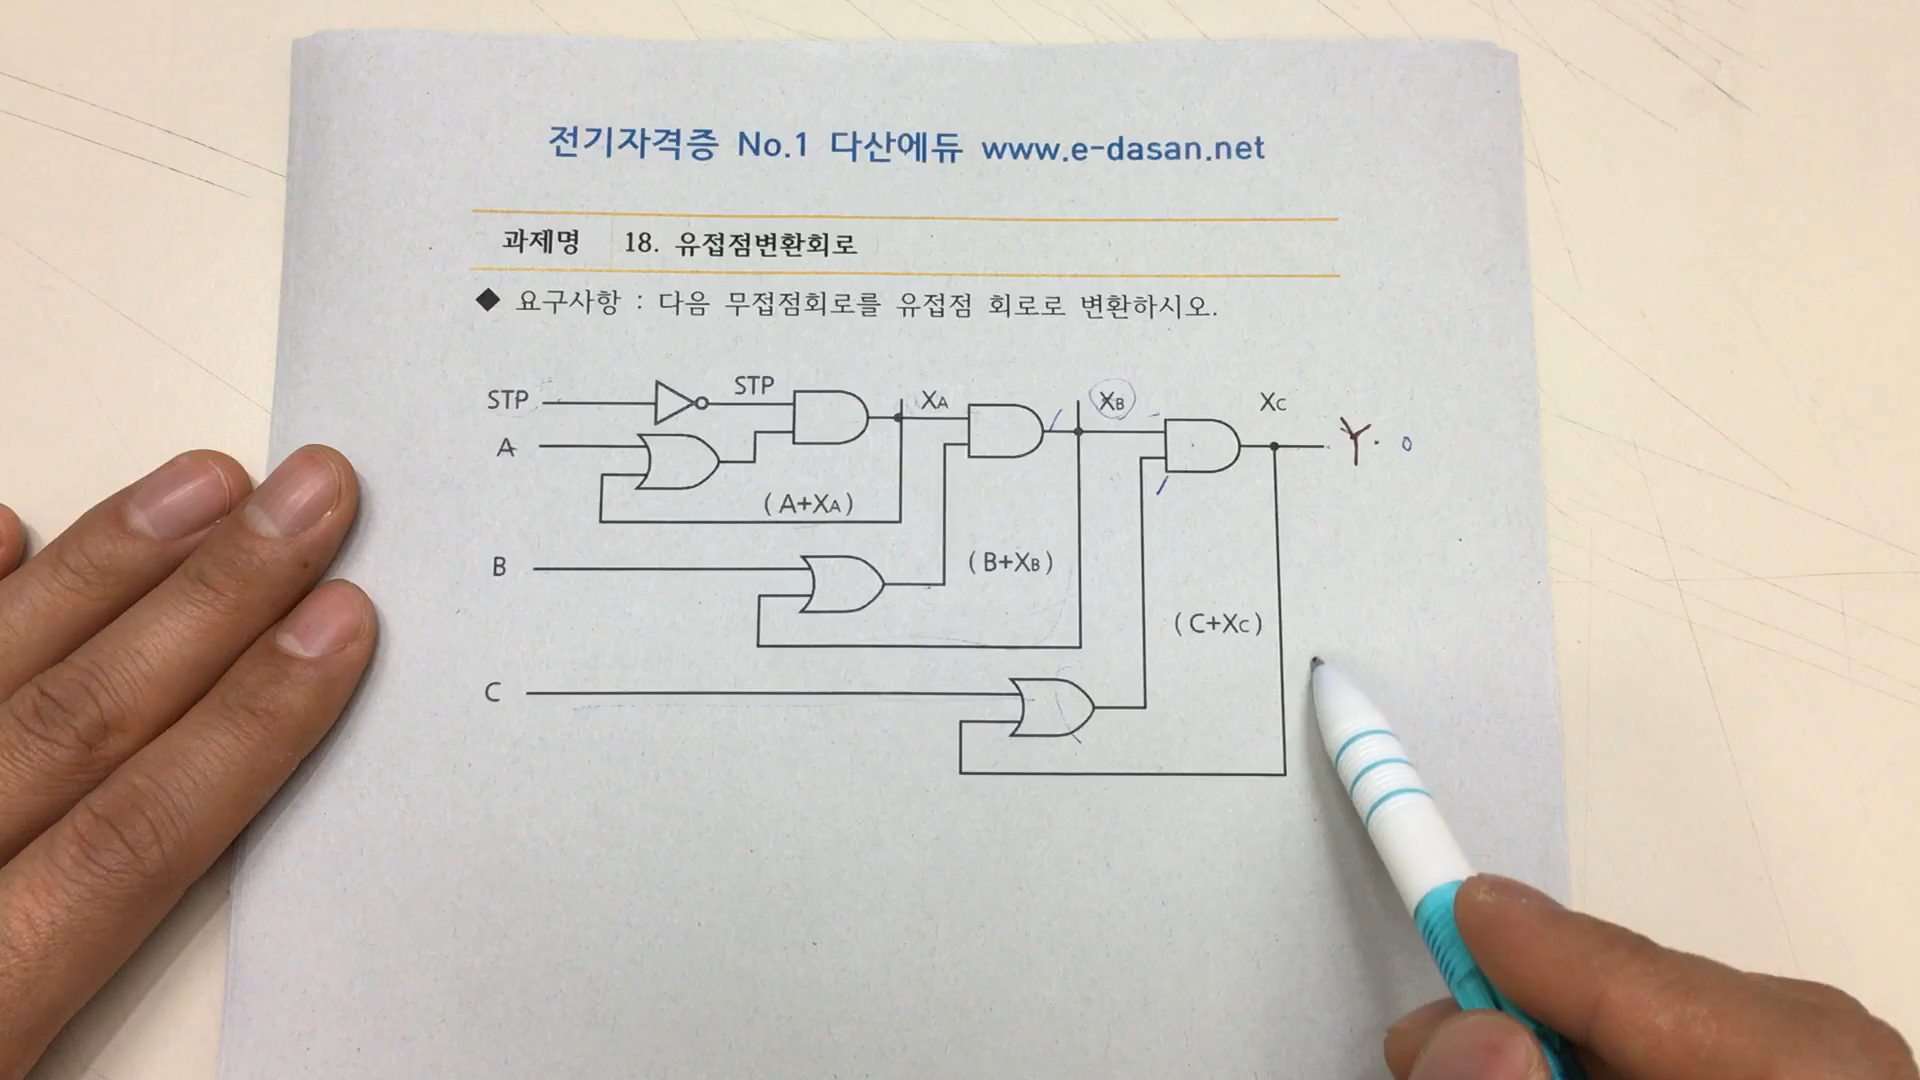 전기자격증 No.1 다산에듀 www.e-dasan.net
과제명 18. 유접점변환회로
◆ 요구사항 : 다음 무접점회로를 유접점 회로로 변환하시오.
STP STP XA XB XC
A Y. 0
(A+XA)
B (B+XB)
(C+XC)
C